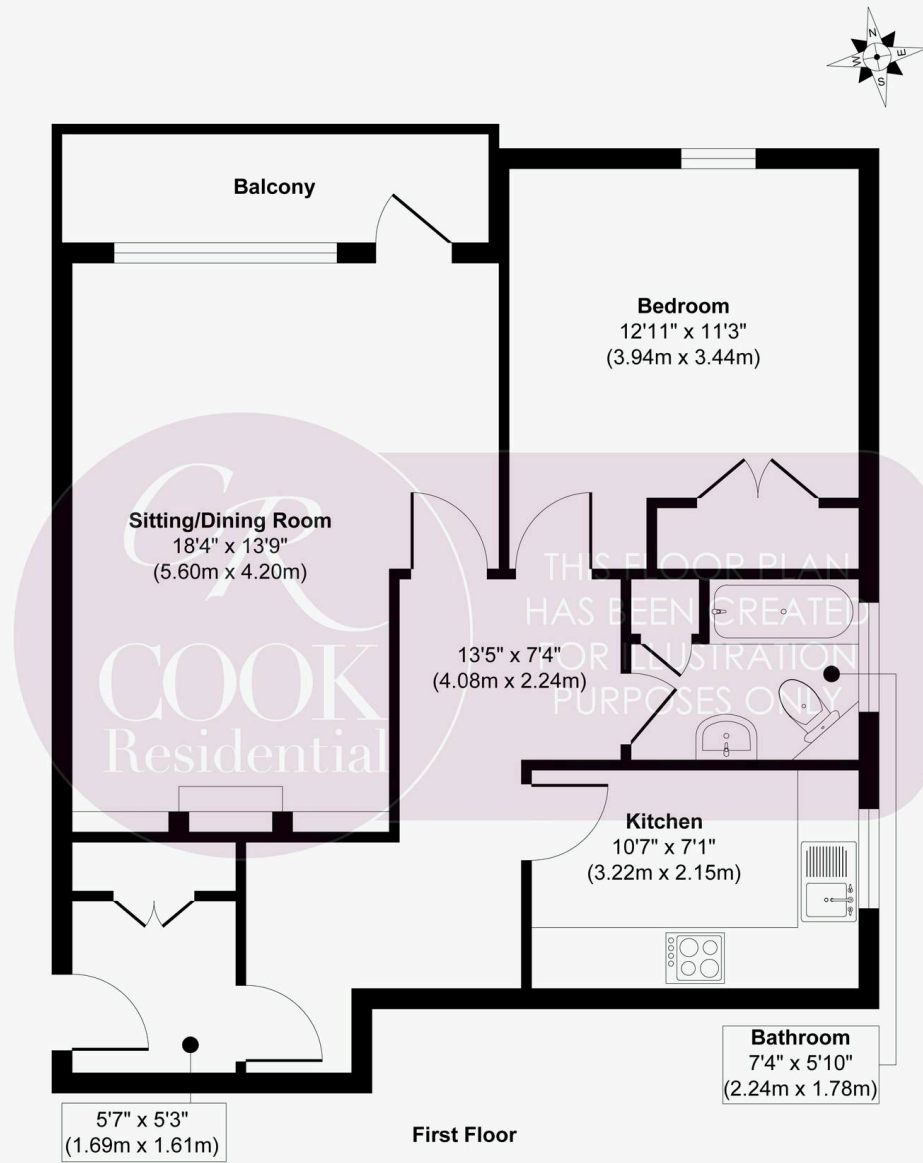 N
E
S
W
Balcony
Bedroom
12'11" x 11'3"
(3.94m x 3.44m)
Sitting/Dining Room
18'4" x 13'9"
(5.60m x 4.20m)
CR
COOK
Residential
THIS FLOOR PLAN
HAS BEEN CREATED
FOR ILLUSTRATION
PURPOSES ONLY
13'5" x 7'4"
(4.08m x 2.24m)
Kitchen
10'7" x 7'1"
(3.22m x 2.15m)
Bathroom
7'4" x 5'10"
(2.24m x 1.78m)
5'7" x 5'3"
(1.69m x 1.61m)
First Floor